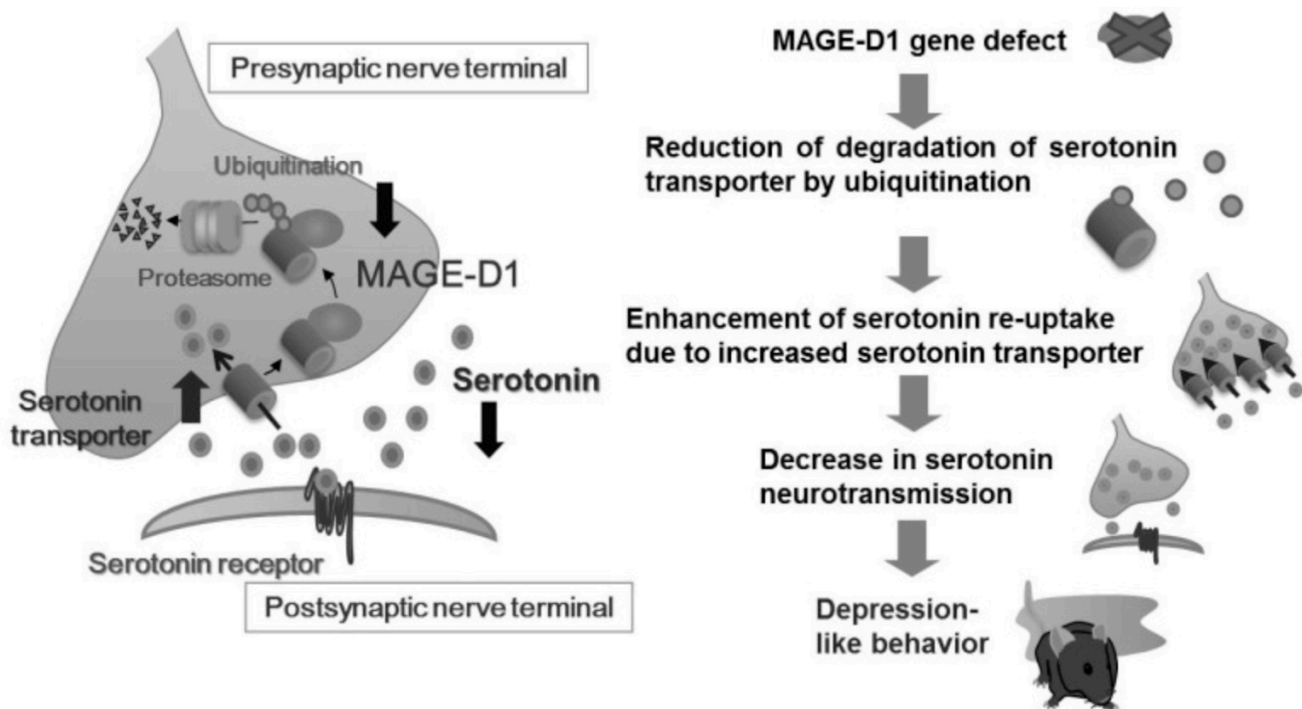 Presynaptic nerve terminal
Ubiquitination
Proteasome
MAGE-D1
Serotonin
Serotonin
transporter
Serotonin receptor
Postsynaptic nerve terminal
MAGE-D1 gene defect
Reduction of degradation of serotonin
transporter by ubiquitination
Enhancement of serotonin re-uptake
due to increased serotonin transporter
Decrease in serotonin
neurotransmission
Depression-
like behavior